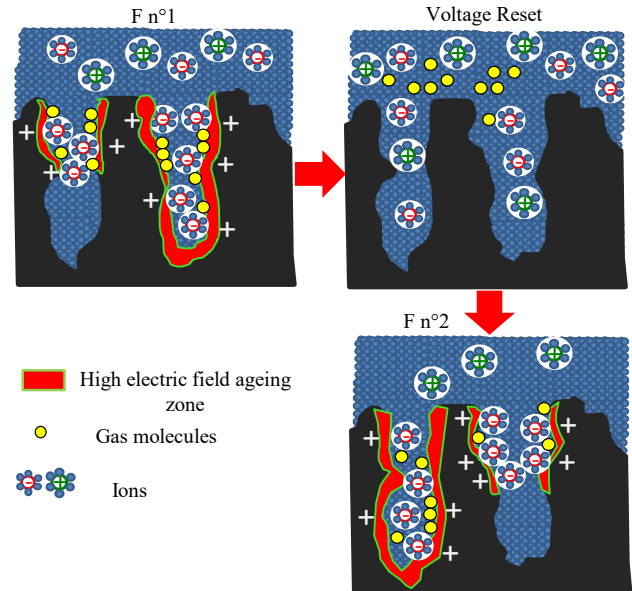 F n°1
Voltage Reset
F n°2
High electric field ageing
zone
Gas molecules
Ions